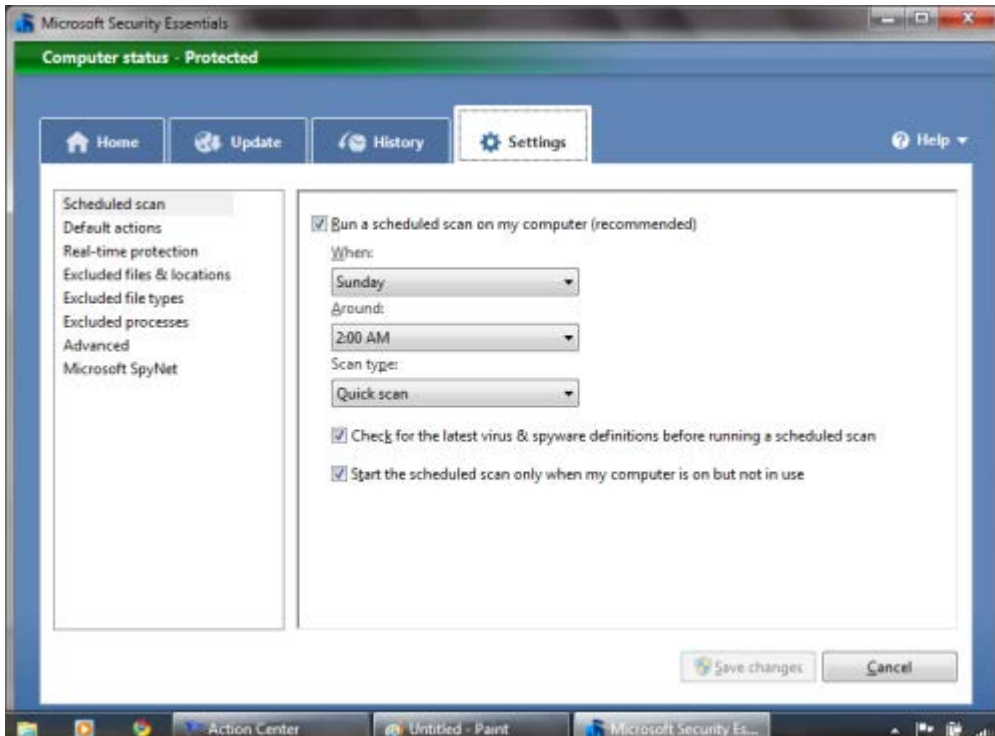 Microsoft Security Essentials
Computer status - Protected
Home
Update
History
Settings
Help
Scheduled scan
Default actions
Real-time protection
Excluded files & locations
Excluded file types
Excluded processes
Advanced
Microsoft SpyNet
Run a scheduled scan on my computer (recommended)
When:
Sunday
Around:
2:00 AM
Scan type:
Quick scan
Check for the latest virus & spyware definitions before running a scheduled scan
Start the scheduled scan only when my computer is on but not in use
Save changes
Cancel
Action Center
Untitled - Paint
Microsoft Security Es...